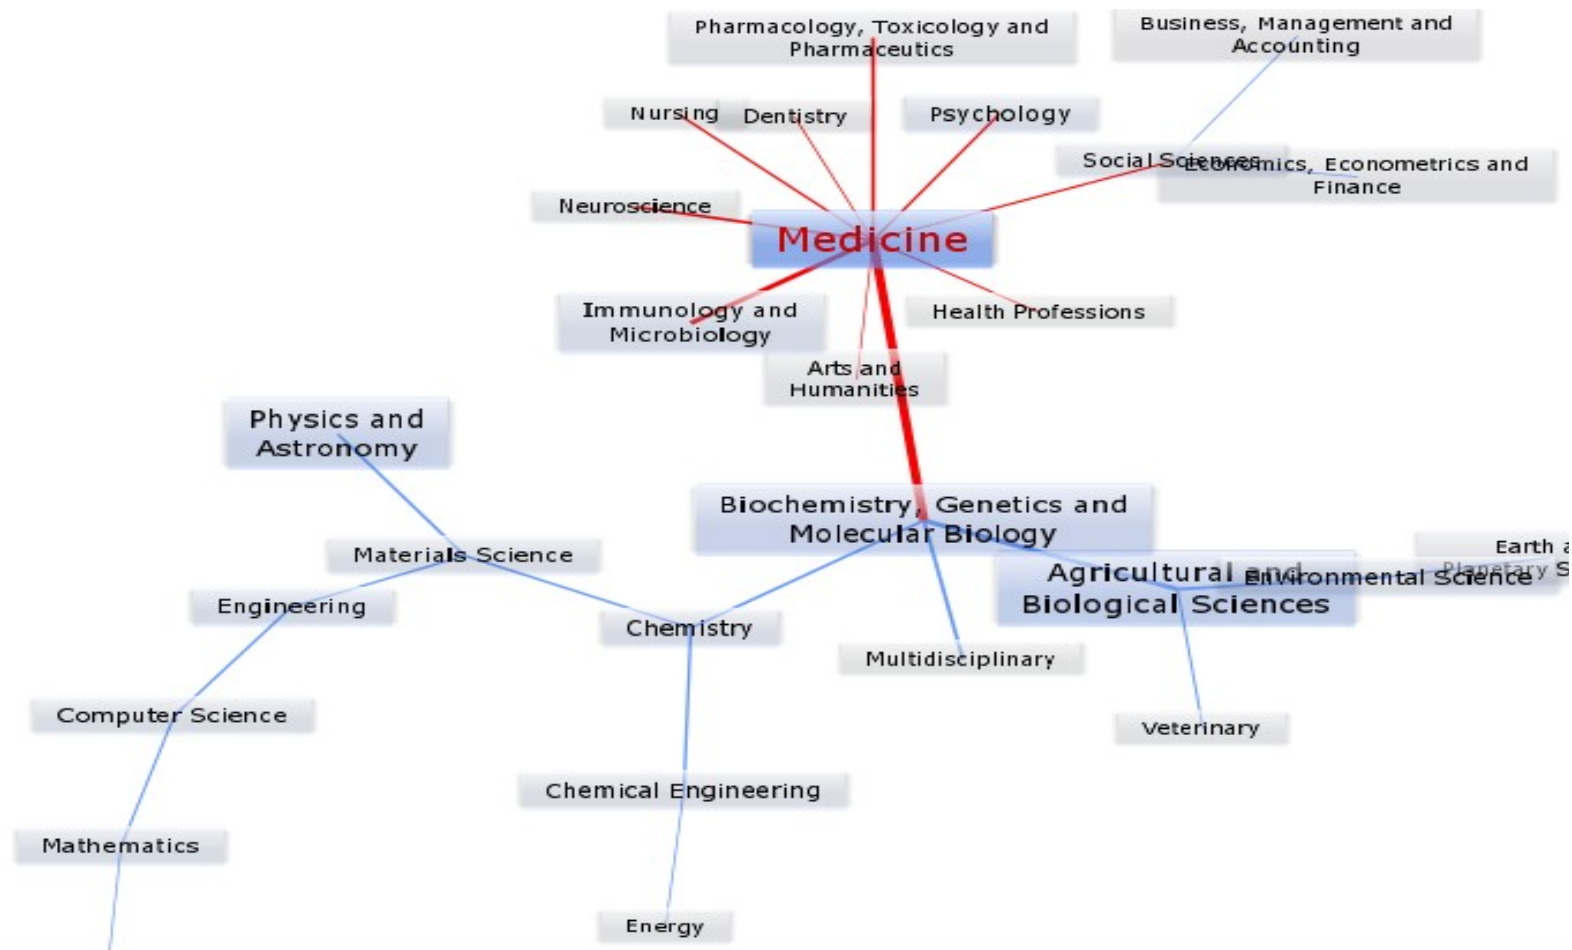 Pharmacology, Toxicology and
Pharmaceutics
Business, Management and
Accounting
Nursing
Dentistry
Psychology
Social Sciences
Economics, Econometrics and
Finance
Neuroscience
Medicine
Immunology and
Microbiology
Health Professions
Arts and
Humanities
Physics and
Astronomy
Biochemistry, Genetics and
Molecular Biology
Materials Science
Earth a
Planetary S
Agricultural and
Biological Sciences
Environmental Science
Engineering
Chemistry
Multidisciplinary
Computer Science
Veterinary
Chemical Engineering
Mathematics
Energy